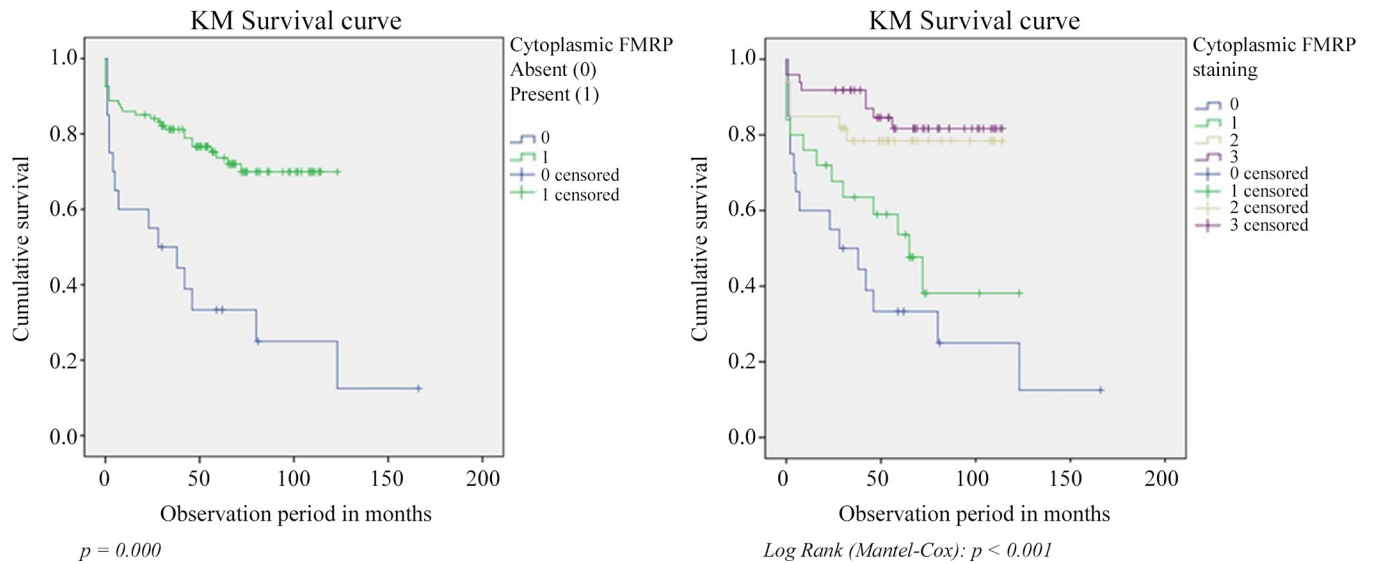 KM Survival curve
Cytoplasmic FMRP
Absent (0)
Present (1)
0
1
0 censored
1 censored
Cumulative survival
1.0
0.8
0.6
0.4
0.2
0.0
0 50 100 150 200
Observation period in months
p = 0.000
KM Survival curve
Cytoplasmic FMRP
staining
0
1
2
3
0 censored
1 censored
2 censored
3 censored
Cumulative survival
1.0
0.8
0.6
0.4
0.2
0.0
0 50 100 150 200
Observation period in months
Log Rank (Mantel-Cox): p < 0.001